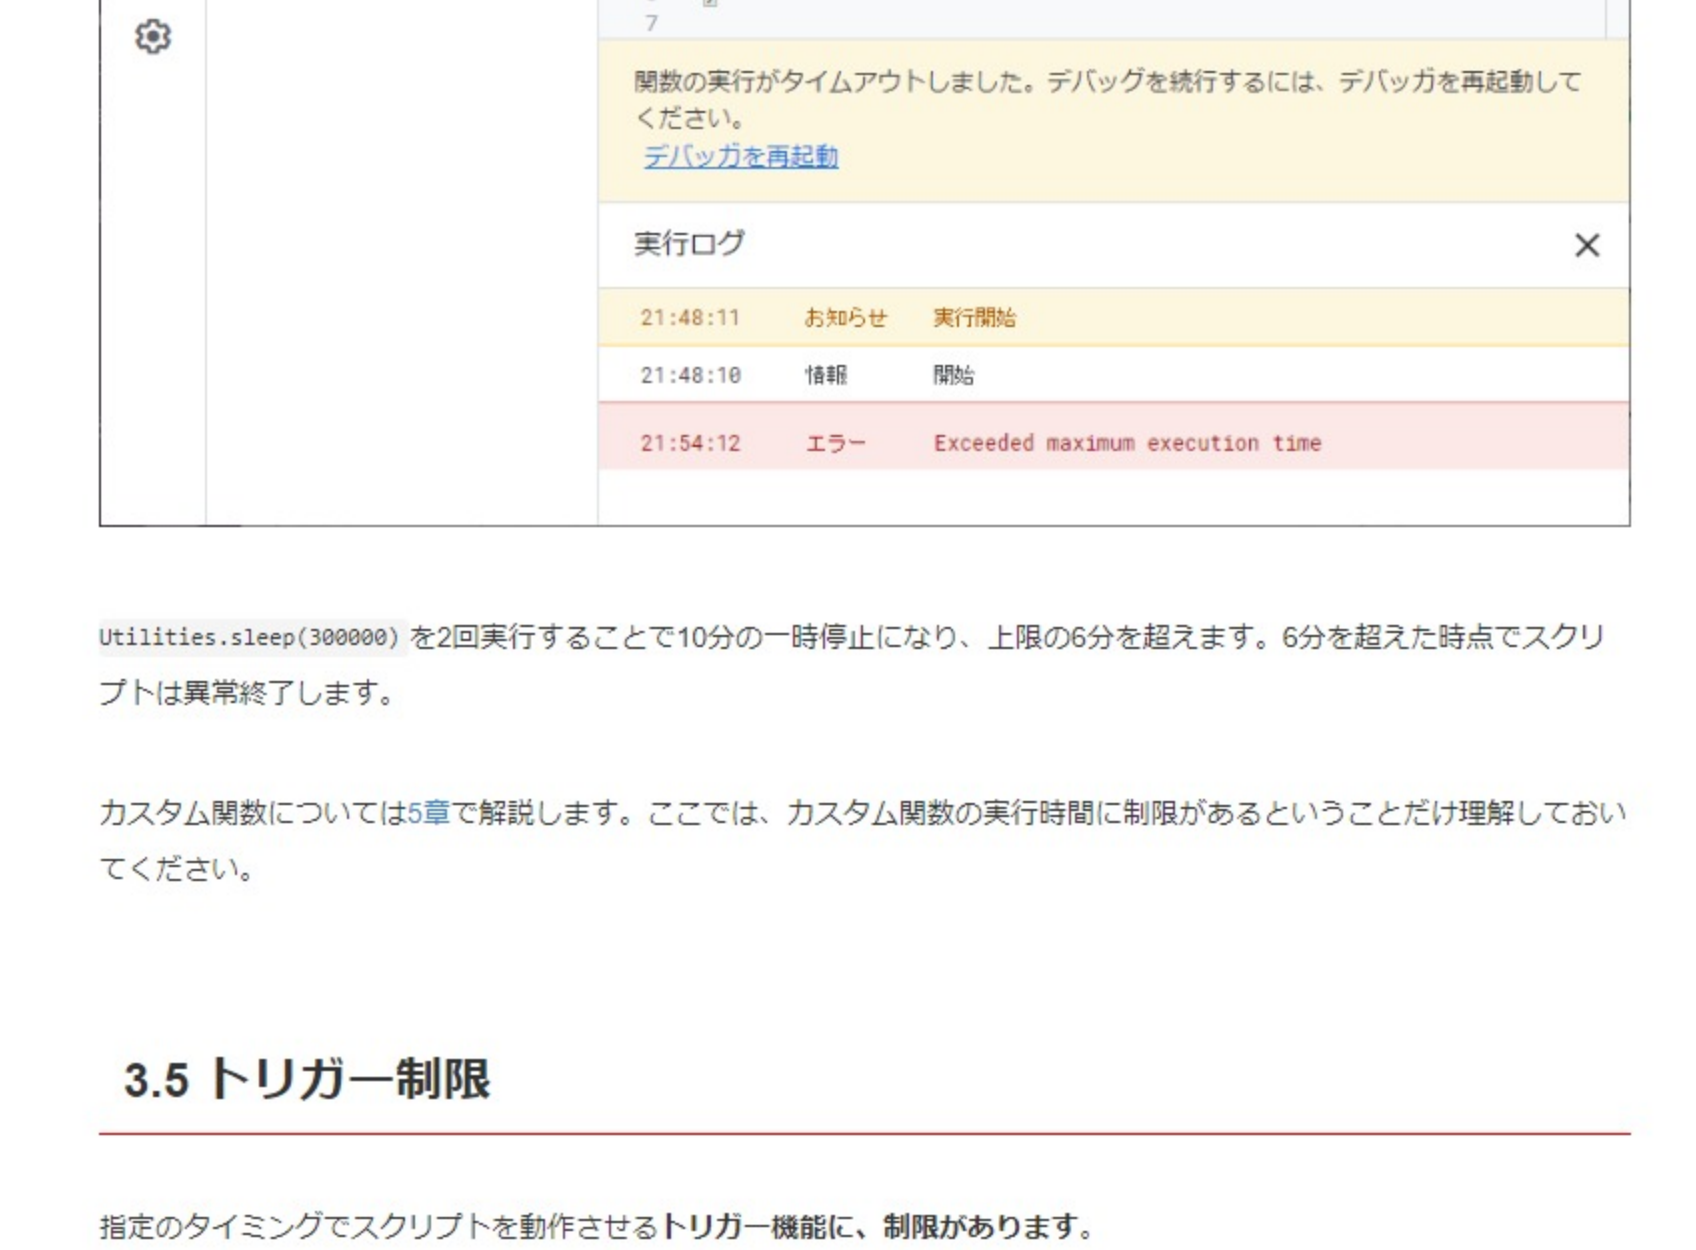 7
関数の実行がタイムアウトしました。デバッグを続行するには、デバッガを再起動して
ください。
デバッガを再起動
実行ログ
21:48:11 お知らせ 実行開始
21:48:10 情報 開始
21:54:12 エラー Exceeded maximum execution time
Utilities.sleep(300000) を2回実行することで10分の一時停止になり、上限の6分を超えます。6分を超えた時点でスクリ
プトは異常終了します。
カスタム関数については5章で解説します。ここでは、カスタム関数の実行時間に制限があるということだけ理解しておい
てください。
3.5 トリガー制限
指定のタイミングでスクリプトを動作させるトリガー機能に、制限があります。